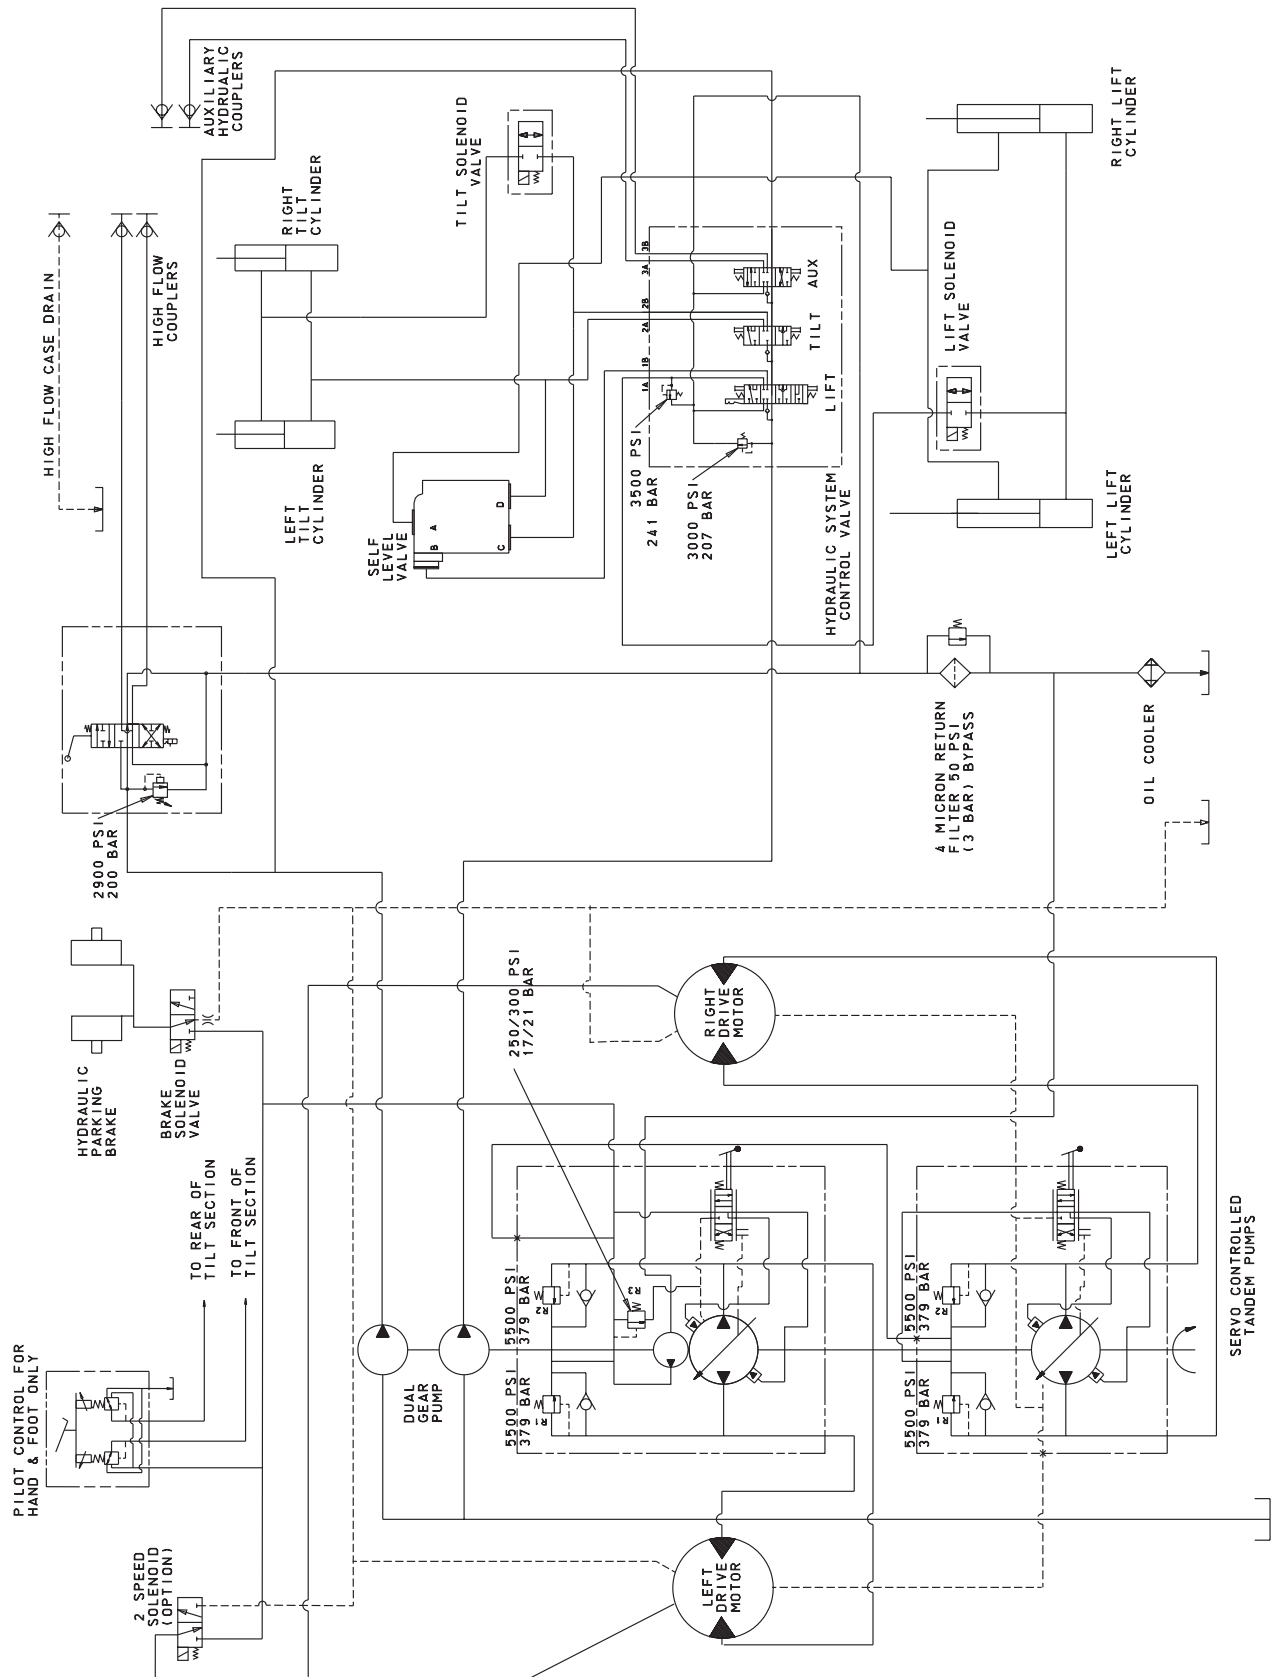 AUXILIARY
HYDRUALIC
COUPLERS
HIGH FLOW CASE DRAIN
HIGH FLOW
COUPLERS
RIGHT
TILT
CYLINDER
LEFT
TILT
CYLINDER
TILT SOLENOID
VALVE
SELF
LEVEL
VALVE
A
B
C
D
3B
3A
2B
2A
1B
1A
AUX
TILT
LIFT
3500 PSI
241 BAR
3000 PSI
207 BAR
HYDRAULIC SYSTEM
CONTROL VALVE
RIGHT LIFT
CYLINDER
LIFT SOLENOID
VALVE
LEFT LIFT
CYLINDER
2900 PSI
200 BAR
4 MICRON RETURN
FILTER 50 PSI
(3 BAR) BYPASS
OIL COOLER
HYDRAULIC
PARKING
BRAKE
BRAKE
SOLENOID
VALVE
TO REAR OF
TILT SECTION
TO FRONT OF
TILT SECTION
PILOT CONTROL FOR
HAND & FOOT ONLY
2 SPEED
SOLENOID
(OPTION)
DUAL
GEAR
PUMP
250/300 PSI
17/21 BAR
RIGHT
DRIVE
MOTOR
LEFT
DRIVE
MOTOR
5500 PSI
379 BAR
R2
R3
5500 PSI
379 BAR
R1
5500 PSI
379 BAR
R2
5500 PSI
379 BAR
R1
SERVO CONTROLLED
TANDEM PUMPS